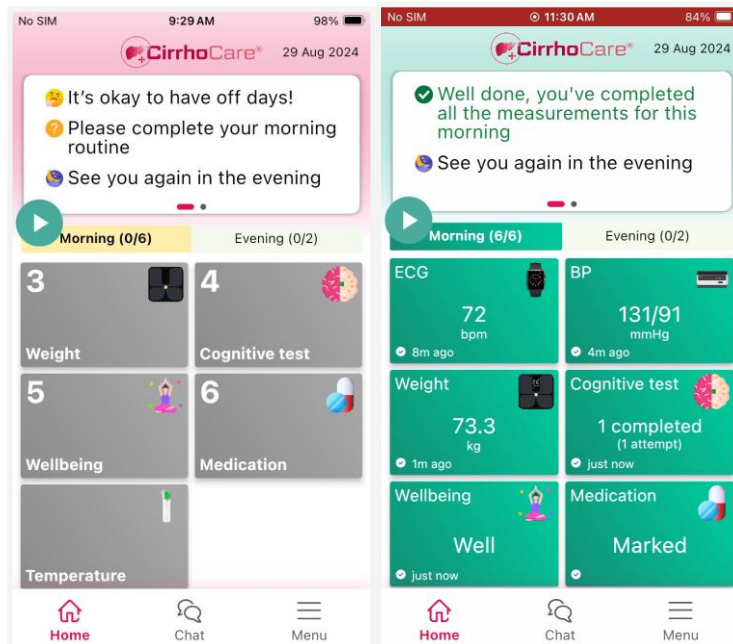 No SIM 9:29 AM 98%
CirrhoCare® 29 Aug 2024
It's okay to have off days!
Please complete your morning
routine
See you again in the evening
Morning (0/6) Evening (0/2)
3 4
Weight Cognitive test
5 6
Wellbeing Medication
Temperature
Home Chat Menu
No SIM 11:30 AM 84%
CirrhoCare® 29 Aug 2024
Well done, you've completed
all the measurements for this
morning
See you again in the evening
Morning (6/6) Evening (0/2)
ECG BP
72 131/91
bpm mmHg
8m ago 4m ago
Weight Cognitive test
73.3 1 completed
kg (1 attempt)
1m ago just now
Wellbeing Medication
Well Marked
just now
Home Chat Menu